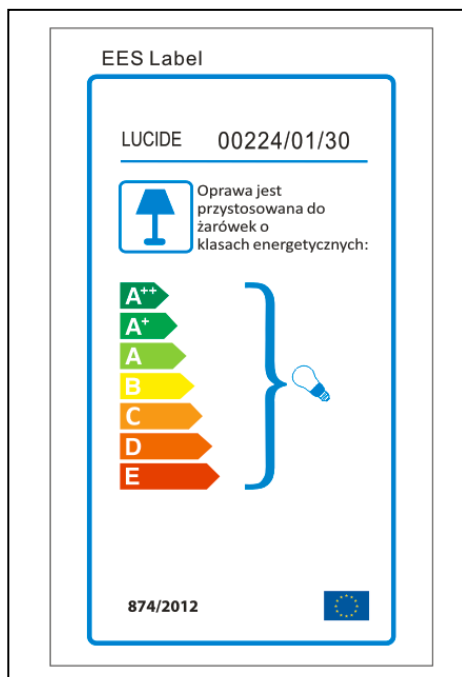 EES Label
LUCIDE 00224/01/30
Oprawa jest
przystosowana do
żarówek o
klasach energetycznych:
A++
A+
A
B
C
D
E
874/2012